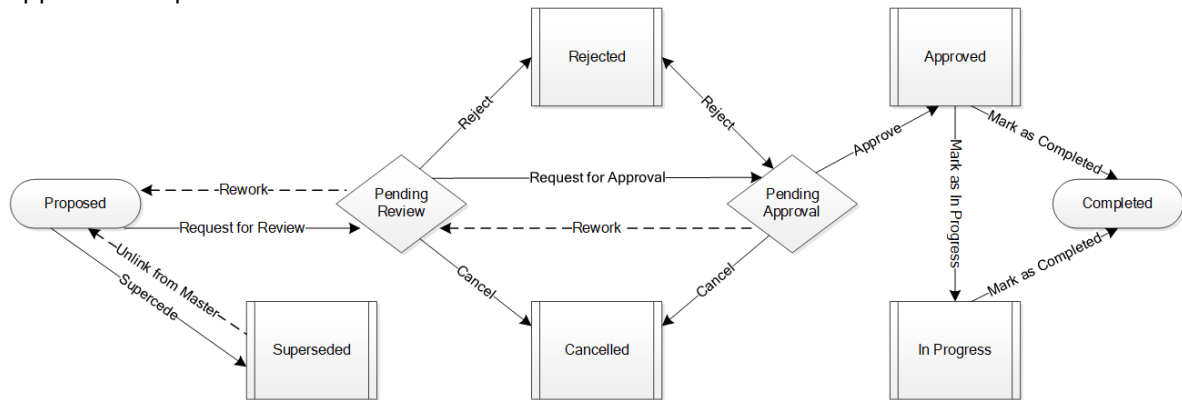 Rejected
Approved
Reject
Reject
Approve
Mark as Completed
Rework
Request for Approval
Pending
Review
Pending
Approval
Proposed
Completed
Request for Review
Rework
Mark as In Progress
Unlink from Master
Supercede
Cancel
Cancel
Mark as Completed
Superseded
Cancelled
In Progress